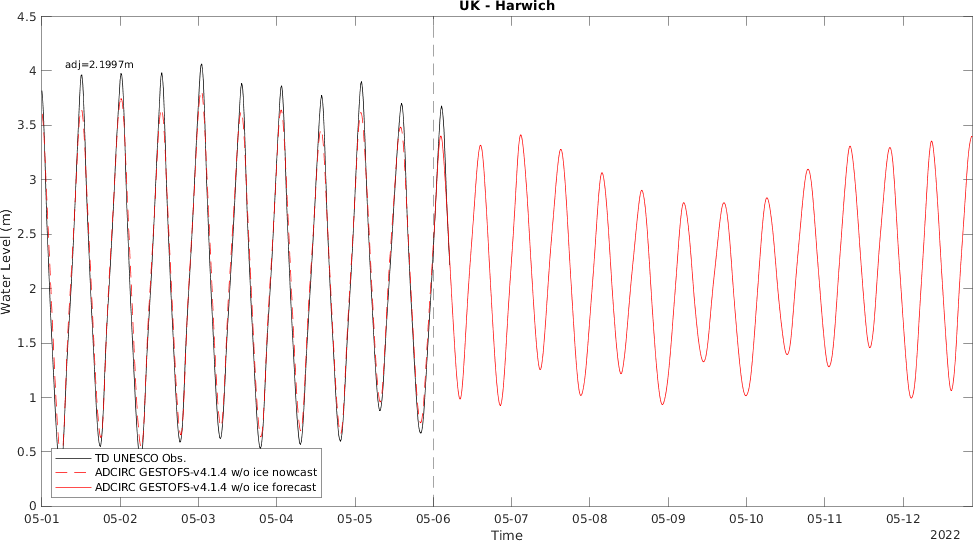 UK - Harwich
4.5
4
3.5
3
2.5
2
1.5
1
0.5
0
Water Level (m)
adj=2.1997m
TD UNESCO Obs.
ADCIRC GESTOFS-v4.1.4 w/o ice nowcast
ADCIRC GESTOFS-v4.1.4 w/o ice forecast
05-01 05-02 05-03 05-04 05-05 05-06 05-07 05-08 05-09 05-10 05-11 05-12
Time
2022